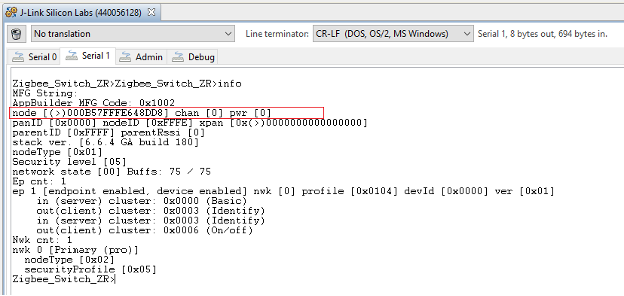 J-Link Silicon Labs (440056128)
No translation
Line terminator:
CR-LF (DOS, OS/2, MS Windows)
Serial 1, 8 bytes out, 694 bytes in.
Serial 0
Serial 1
Admin
Debug
Zigbee_Switch_ZR>Zigbee_Switch_ZR>info
MFG String:
AppBuilder MFG Code: 0x1002
node [(>)000B57FFFE648DD8] chan [0] pwr [0]
panID [0x0000] nodeID [0xFFFE] xpan [0x(>)0000000000000000]
parentID [0xFFFF] parentRssi [0]
stack ver. [6.6.4 GA build 180]
nodeType [0x01]
Security level [05]
network state [00] Buffs: 75 / 75
Ep cnt: 1
ep 1 [endpoint enabled, device enabled] nwk [0] profile [0x0104] devId [0x0000] ver [0x01]
in (server) cluster: 0x0000 (Basic)
out(client) cluster: 0x0003 (Identify)
in (server) cluster: 0x0003 (Identify)
out(client) cluster: 0x0006 (On/off)
Nwk cnt: 1
nwk 0 [Primary (pro)]
nodeType [0x02]
securityProfile [0x05]
Zigbee_Switch_ZR>